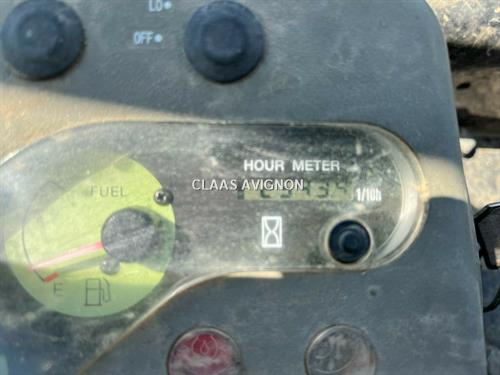 LO
OFF
HOUR METER
FUEL
CLAAS AVIGNON
1/10h
E